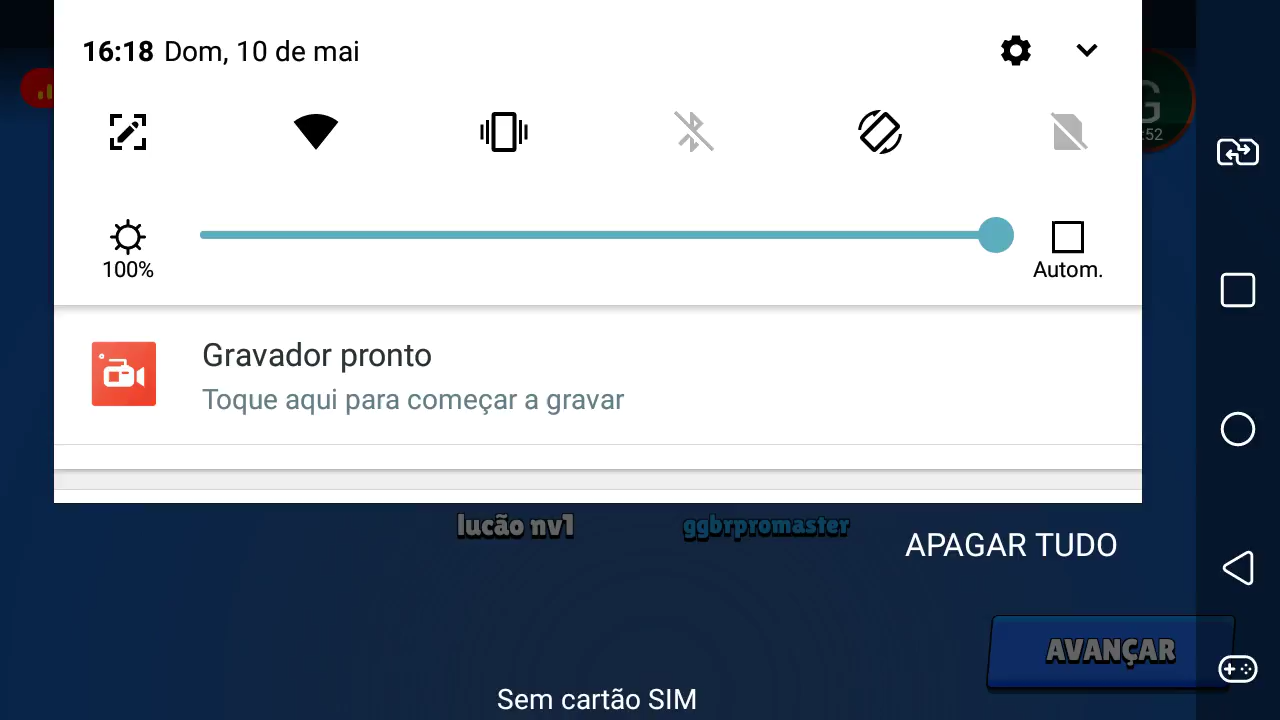 16:18 Dom, 10 de mai
G
:52
100%
Autom.
Gravador pronto
Toque aqui para começar a gravar
lucão nv1
ggbrpromaster
APAGAR TUDO
AVANÇAR
Sem cartão SIM